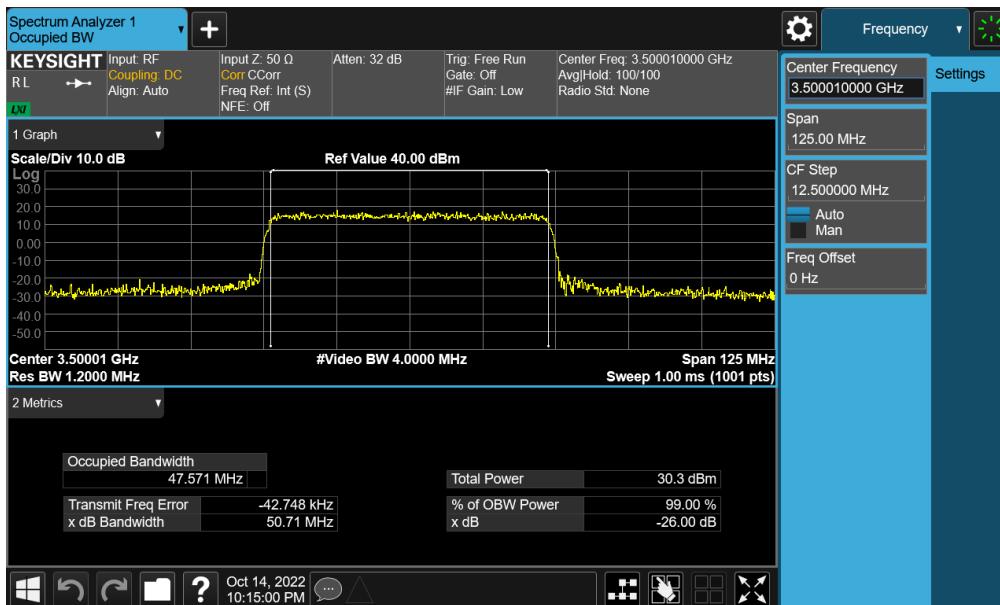 Spectrum Analyzer 1
Occupied BW
+
Frequency
KEYSIGHT
R L
LXI
Input: RF
Coupling: DC
Align: Auto
Input Z: 50 Ω
Corr CCorr
Freq Ref: Int (S)
NFE: Off
Atten: 32 dB
Trig: Free Run
Gate: Off
#IF Gain: Low
Center Freq: 3.500010000 GHz
Avg|Hold: 100/100
Radio Std: None
Center Frequency
3.500010000 GHz
Settings
Span
125.00 MHz
CF Step
12.500000 MHz
Auto
Man
Freq Offset
0 Hz
1 Graph
Scale/Div 10.0 dB
Ref Value 40.00 dBm
Log
30.0
20.0
10.0
0.00
-10.0
-20.0
-30.0
-40.0
-50.0
Center 3.50001 GHz
#Video BW 4.0000 MHz
Span 125 MHz
Res BW 1.2000 MHz
Sweep 1.00 ms (1001 pts)
2 Metrics
Occupied Bandwidth
47.571 MHz
Total Power 30.3 dBm
Transmit Freq Error -42.748 kHz
% of OBW Power 99.00 %
x dB Bandwidth 50.71 MHz
x dB -26.00 dB
?
Oct 14, 2022
10:15:00 PM